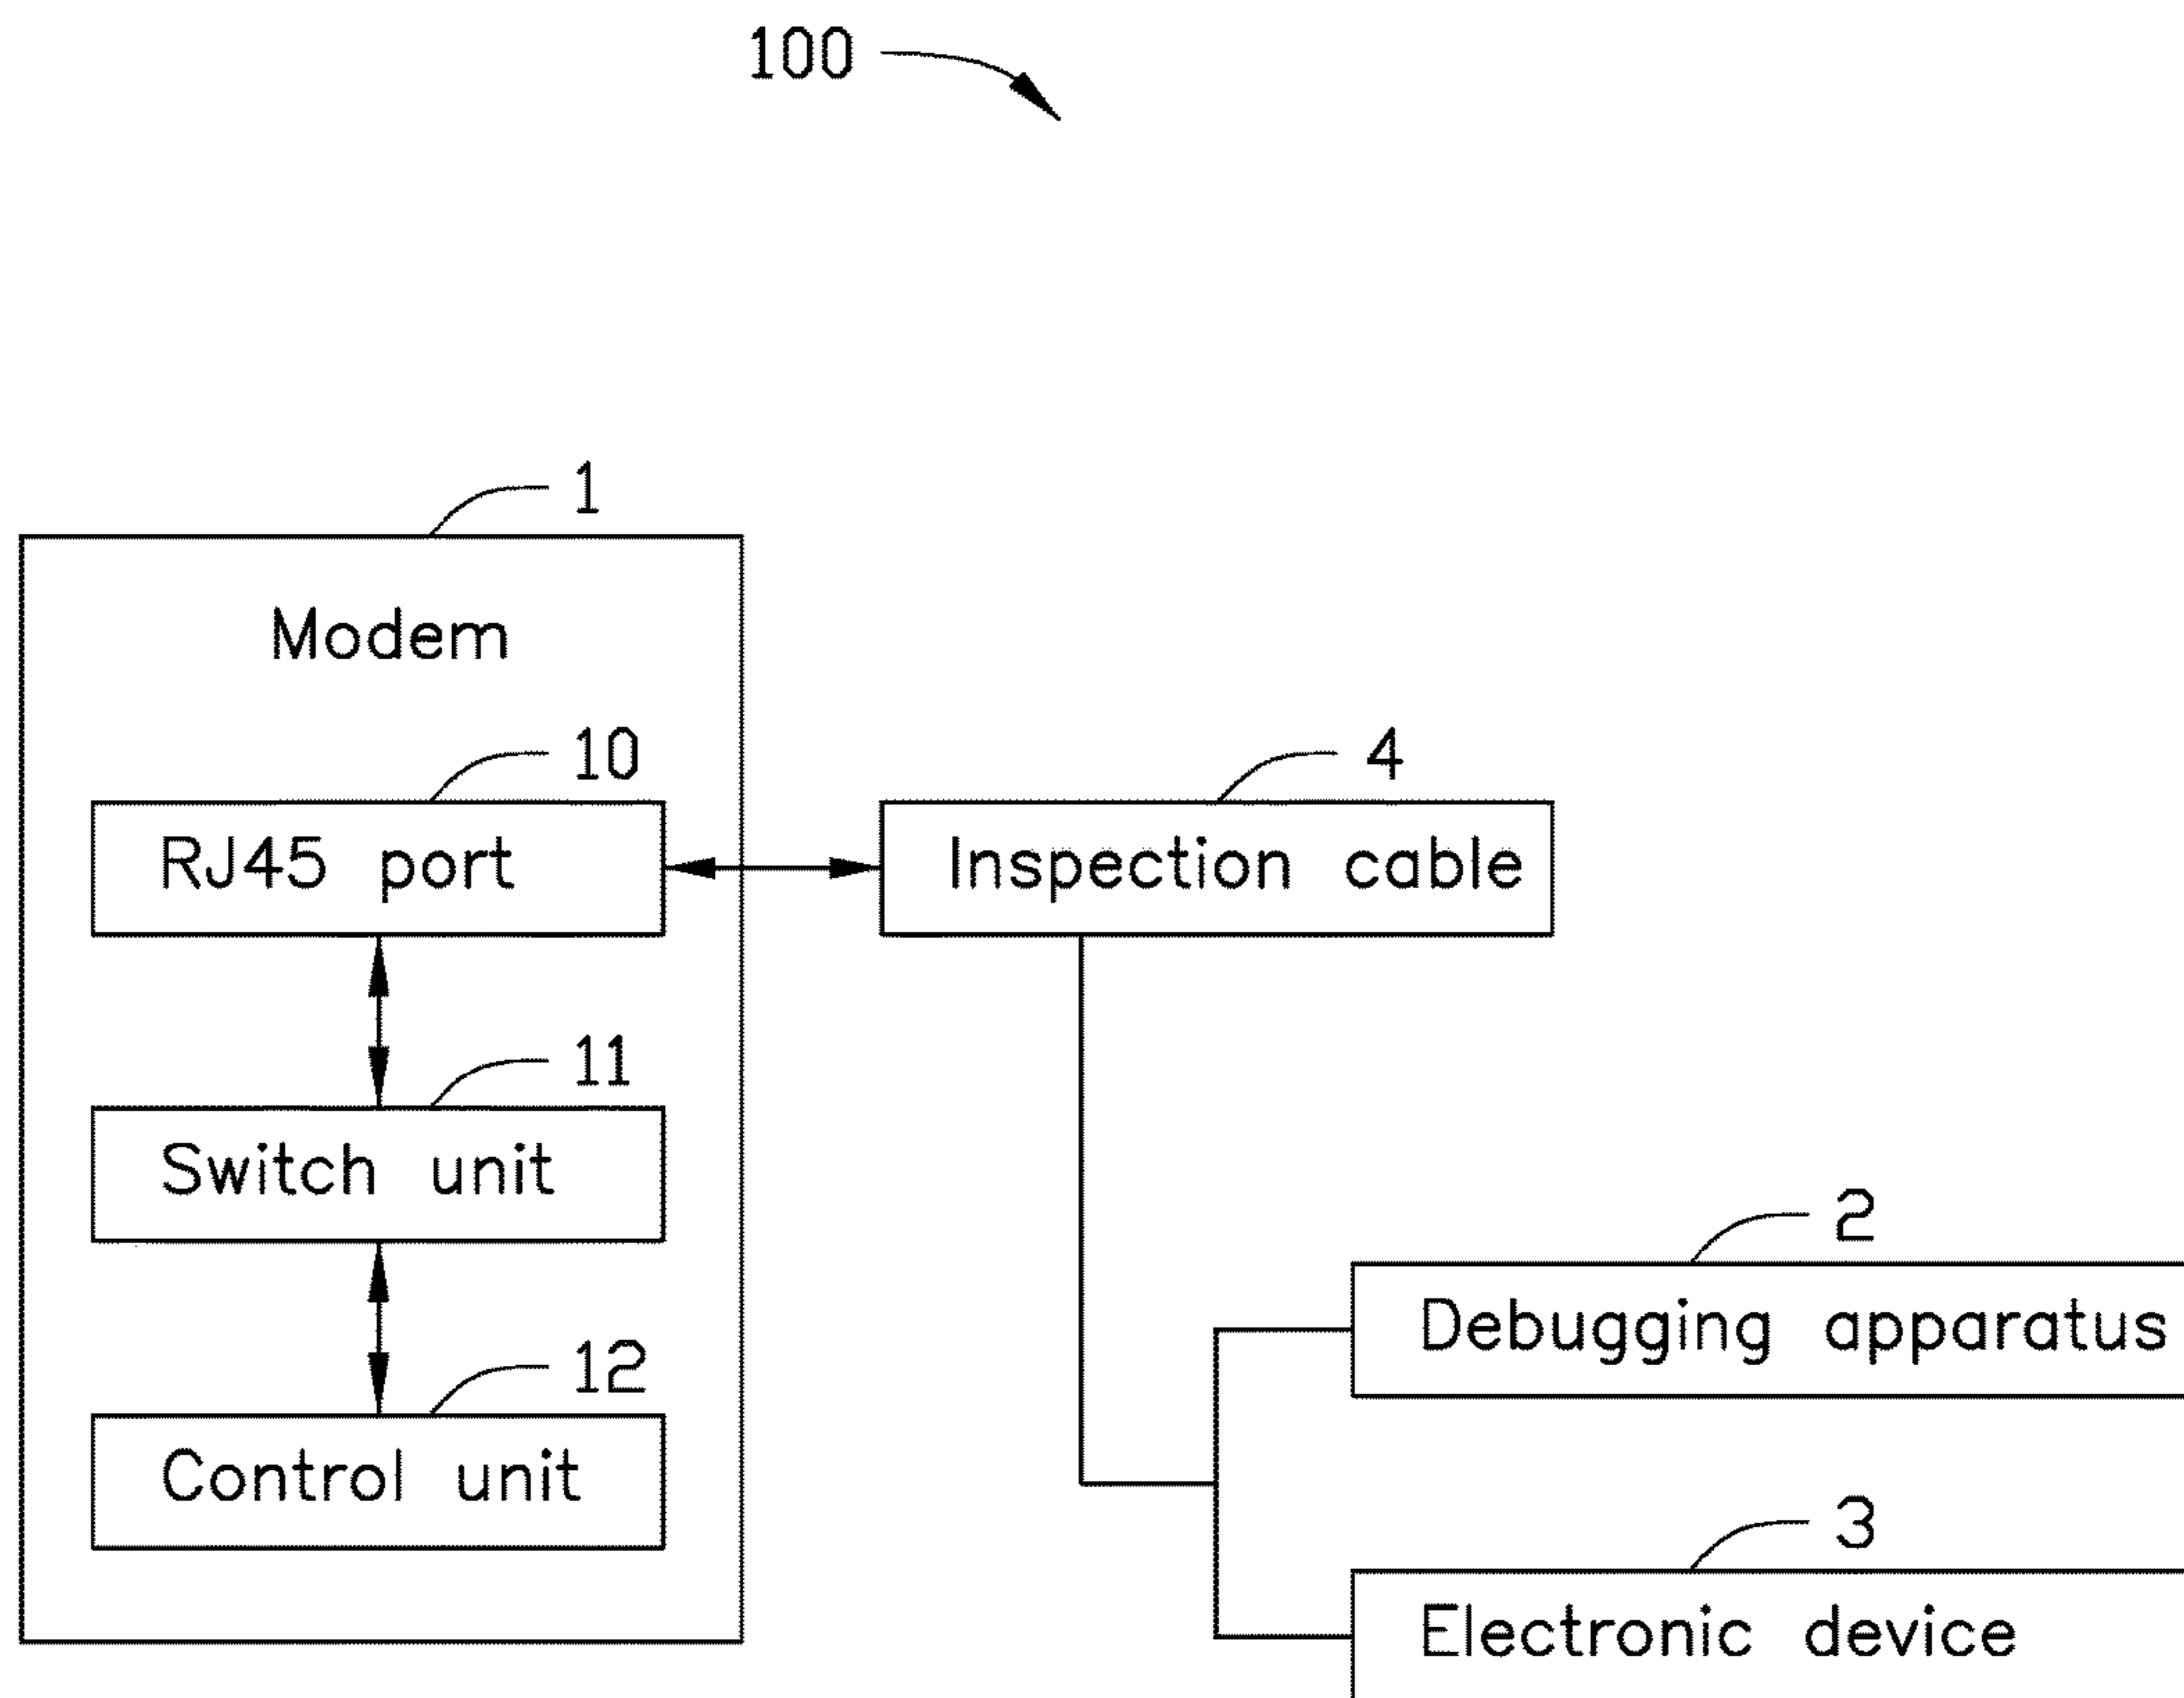 100
1
Modem
10
RJ45 port
4
Inspection cable
11
Switch unit
2
Debugging apparatus
12
Control unit
3
Electronic device